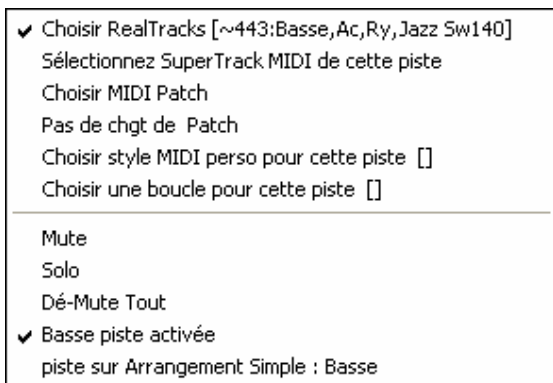 Choisir RealTracks [~443:Basse,Ac,Ry,Jazz Sw140]
Sélectionnez SuperTrack MIDI de cette piste
Choisir MIDI Patch
Pas de chgt de  Patch
Choisir style MIDI perso pour cette piste  []
Choisir une boucle pour cette piste  []
Mute
Solo
Dé-Mute Tout
Basse piste activée
piste sur Arrangement Simple : Basse